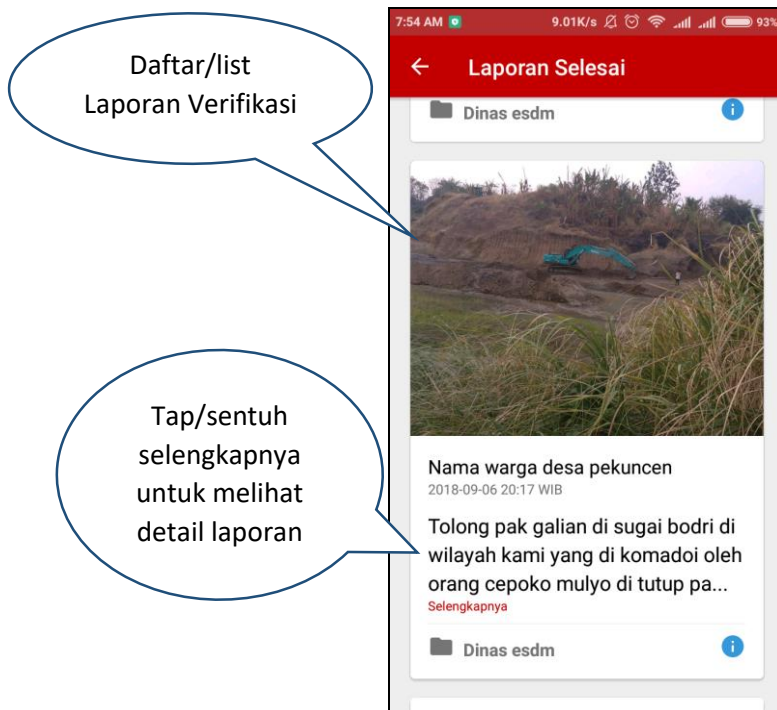 Daftar/list
Laporan Verifikasi
Tap/sentuh
selengkapnya
untuk melihat
detail laporan
7:54 AM 9.01K/s 93%
Laporan Selesai
Dinas esdm
Nama warga desa pekuncen
2018-09-06 20:17 WIB
Tolong pak galian di sugai bodri di
wilayah kami yang di komadoi oleh
orang cepoko mulyo di tutup pa...
Selengkapnya
Dinas esdm